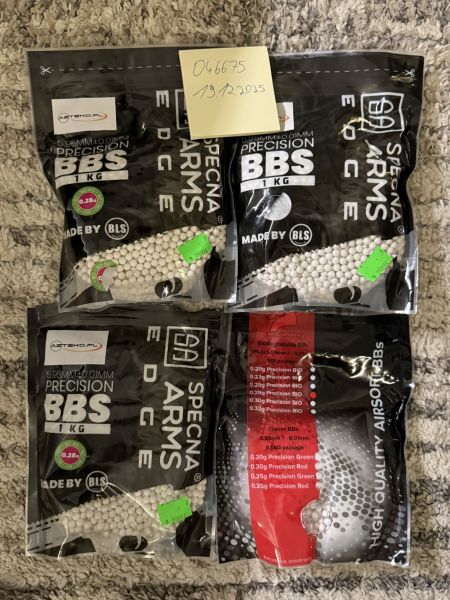 046675
19.12.2025
AZTEKO.PL
5.95MM±0.01MM
PRECISION
BBS
1 KG
0.28g
MADE BY BLS
SPECNA
ARMS
EDGE
5.95MM±0.01MM
PRECISION
BBS
1 KG
MADE BY BLS
SPECNA
ARMS
EDGE
AZTEKO.PL
5.95MM±0.01MM
PRECISION
BBS
1 KG
0.28g
MADE BY BLS
SPECNA
ARMS
EDGE
Biodegradable BBs
0.20g Precision BIO
0.23g Precision BIO
0.25g Precision BIO
0.28g Precision BIO
0.30g Precision BIO
0.32g Precision BIO
Tracer BBs
0.5KG package
0.20g Precision Green
0.20g Precision Red
0.25g Precision Green
0.25g Precision Red
HIGH QUALITY AIRSOFT BBs